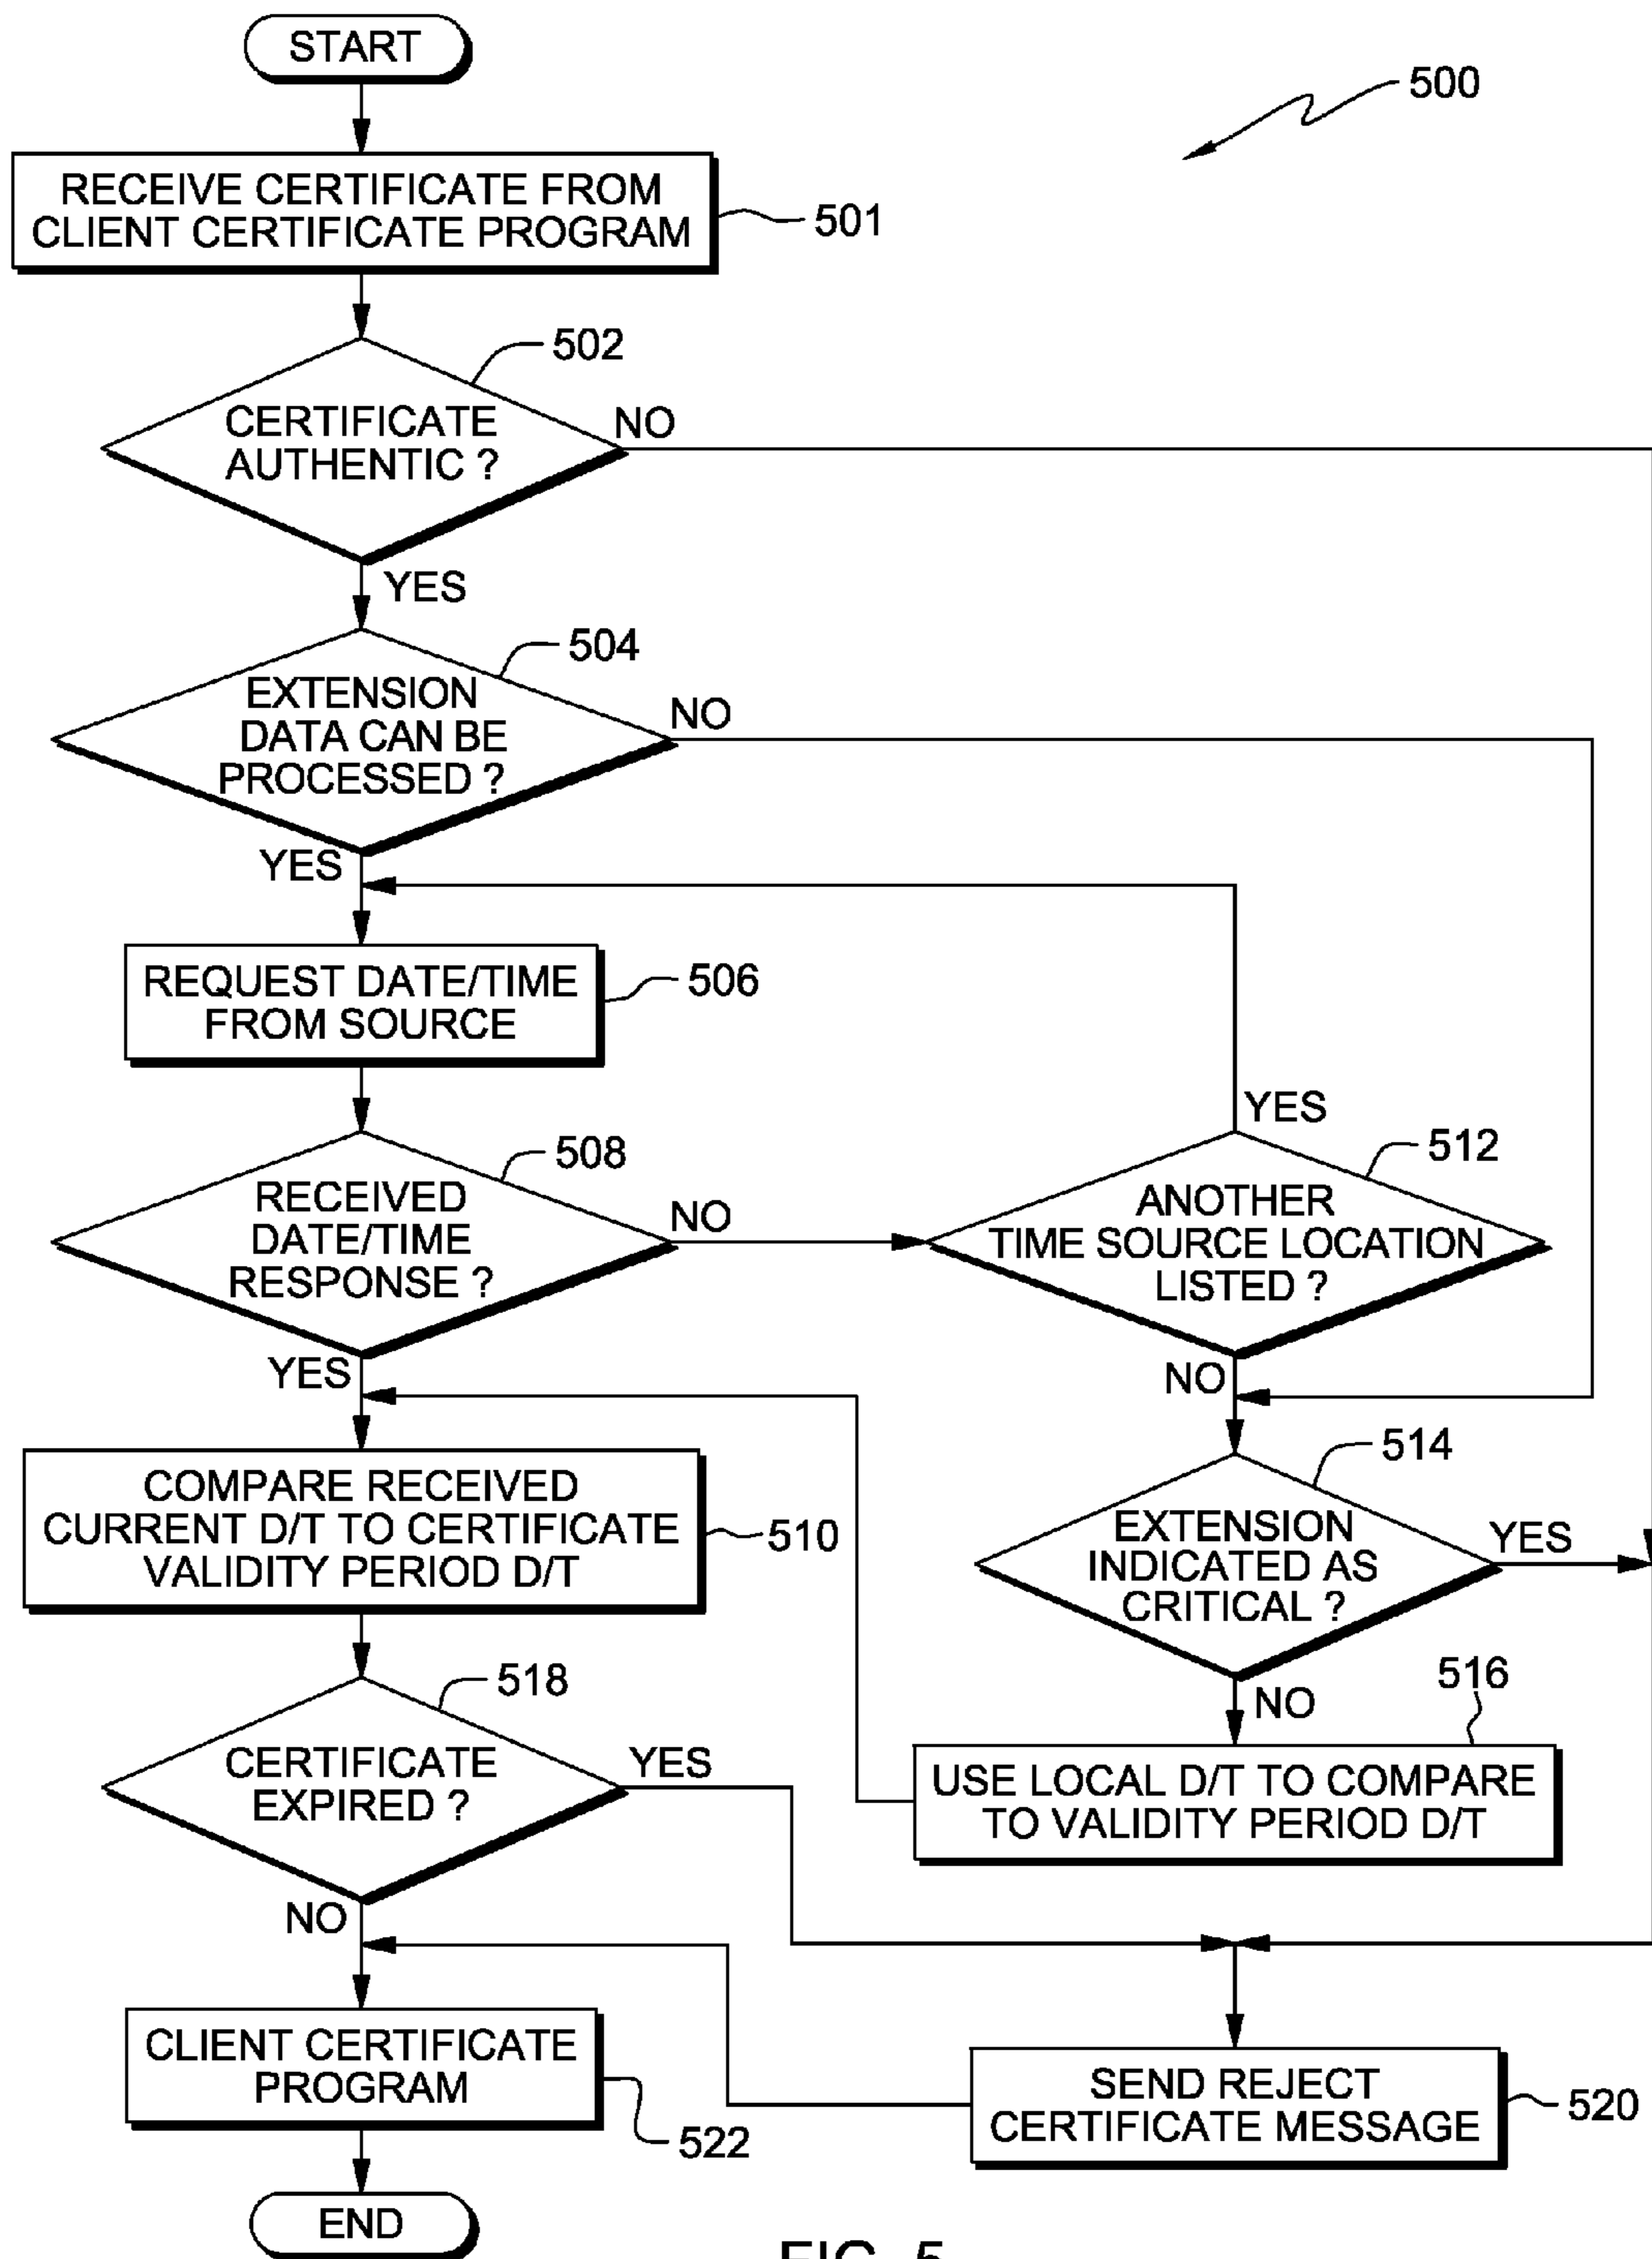 START
500
RECEIVE CERTIFICATE FROM
CLIENT CERTIFICATE PROGRAM
501
502
CERTIFICATE
AUTHENTIC ?
NO
YES
504
EXTENSION
DATA CAN BE
PROCESSED ?
NO
YES
REQUEST DATE/TIME
FROM SOURCE
506
508
RECEIVED
DATE/TIME
RESPONSE ?
NO
YES
YES
512
ANOTHER
TIME SOURCE LOCATION
LISTED ?
NO
COMPARE RECEIVED
CURRENT D/T TO CERTIFICATE
VALIDITY PERIOD D/T
510
514
EXTENSION
INDICATED AS
CRITICAL ?
YES
NO
516
USE LOCAL D/T TO COMPARE
TO VALIDITY PERIOD D/T
518
CERTIFICATE
EXPIRED ?
YES
NO
CLIENT CERTIFICATE
PROGRAM
522
SEND REJECT
CERTIFICATE MESSAGE
520
END
FIG. 5